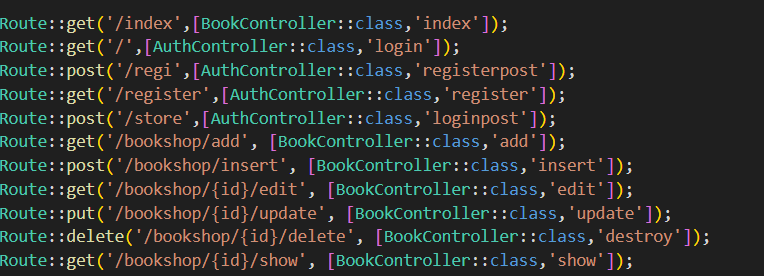 Route::get('/index',[BookController::class,'index']);
Route::get('/',[AuthController::class,'login']);
Route::post('/regi',[AuthController::class,'registerpost']);
Route::get('/register',[AuthController::class,'register']);
Route::post('/store',[AuthController::class,'loginpost']);
Route::get('/bookshop/add', [BookController::class,'add']);
Route::post('/bookshop/insert', [BookController::class,'insert']);
Route::get('/bookshop/{id}/edit', [BookController::class,'edit']);
Route::put('/bookshop/{id}/update', [BookController::class,'update']);
Route::delete('/bookshop/{id}/delete', [BookController::class,'destroy']);
Route::get('/bookshop/{id}/show', [BookController::class,'show']);